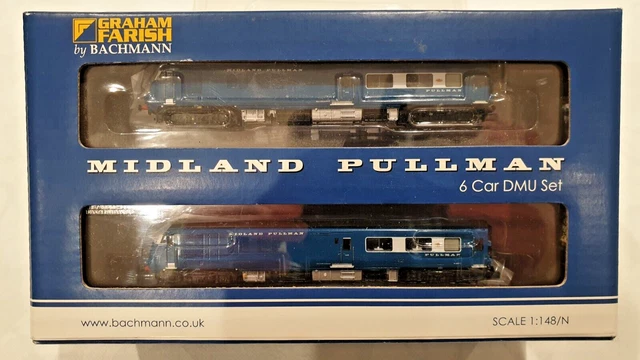 GRAHAM
FARISH
by BACHMANN
MIDLAND PULLMAN
PULLMAN
MIDLAND PULLMAN
6 Car DMU Set
MIDLAND PULLMAN
PULLMAN
www.bachmann.co.uk
SCALE 1:148/N